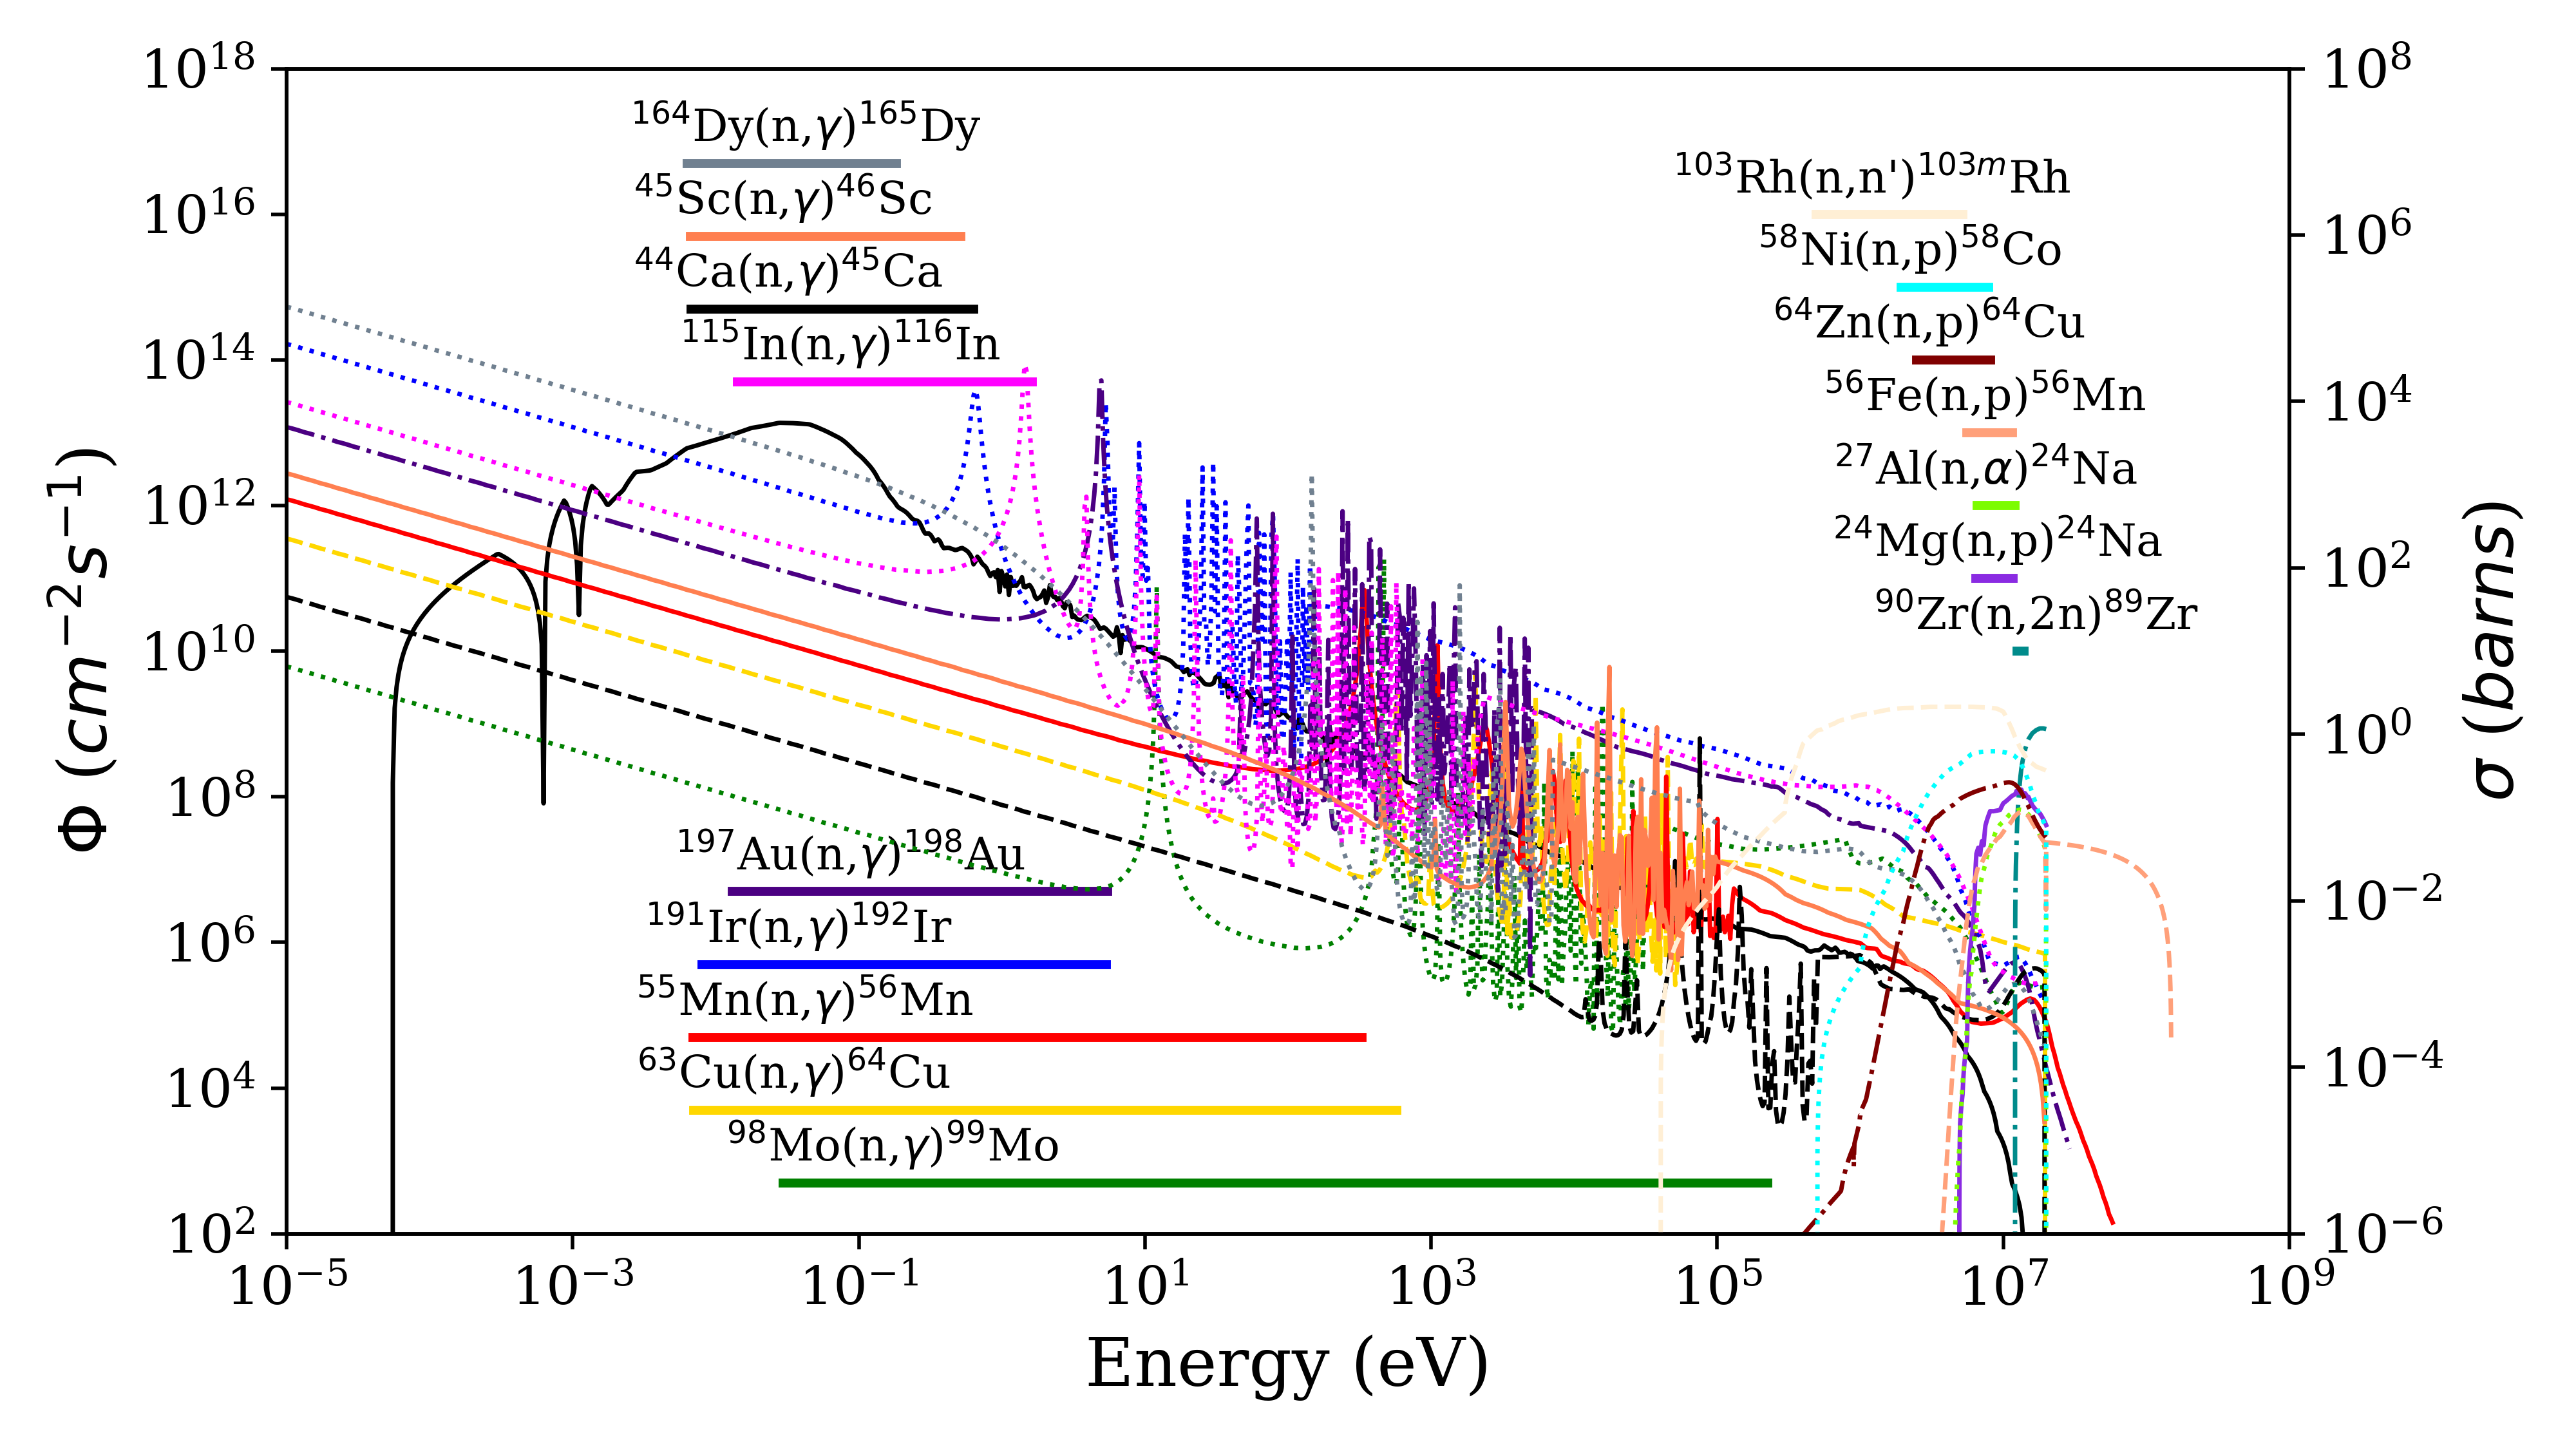 10¹⁸
10¹⁶
10¹⁴
10¹²
10¹⁰
10⁸
10⁶
10⁴
10²
Φ (cm⁻²s⁻¹)
¹⁶⁴Dy(n,γ)¹⁶⁵Dy
⁴⁵Sc(n,γ)⁴⁶Sc
⁴⁴Ca(n,γ)⁴⁵Ca
¹¹⁵In(n,γ)¹¹⁶In
¹⁹⁷Au(n,γ)¹⁹⁸Au
¹⁹¹Ir(n,γ)¹⁹²Ir
⁵⁵Mn(n,γ)⁵⁶Mn
⁶³Cu(n,γ)⁶⁴Cu
⁹⁸Mo(n,γ)⁹⁹Mo
¹⁰³Rh(n,n')¹⁰³ᵐRh
⁵⁸Ni(n,p)⁵⁸Co
⁶⁴Zn(n,p)⁶⁴Cu
⁵⁶Fe(n,p)⁵⁶Mn
²⁷Al(n,α)²⁴Na
²⁴Mg(n,p)²⁴Na
⁹⁰Zr(n,2n)⁸⁹Zr
10⁸
10⁶
10⁴
10²
10⁰
10⁻²
10⁻⁴
10⁻⁶
σ (barns)
10⁻⁵ 10⁻³ 10⁻¹ 10¹ 10³ 10⁵ 10⁷ 10⁹
Energy (eV)